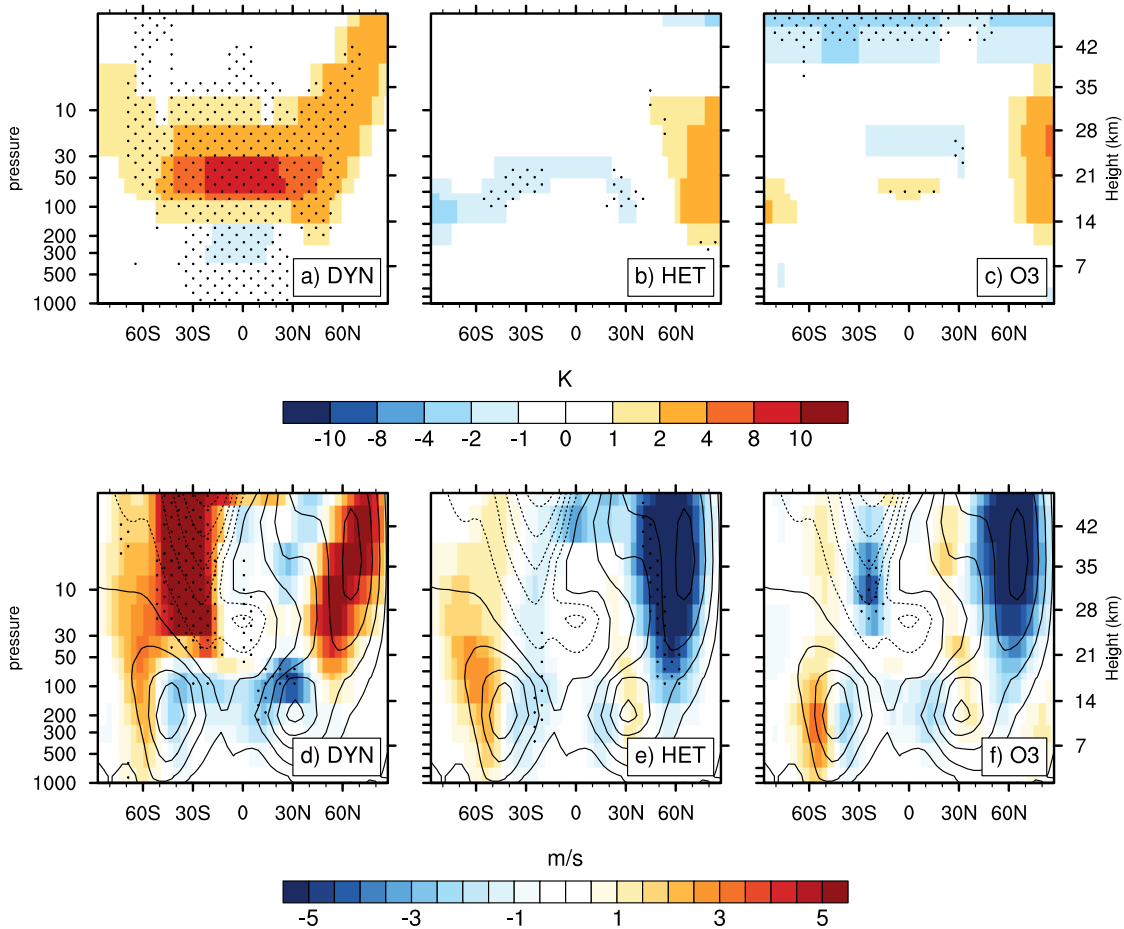 pressure
10
30
50
100
200
300
500
1000
a) DYN
b) HET
c) O3
42
35
28
21
14
7
Height (km)
60S 30S 0 30N 60N
60S 30S 0 30N 60N
60S 30S 0 30N 60N
K
-10 -8 -4 -2 -1 0 1 2 4 8 10
pressure
10
30
50
100
200
300
500
1000
d) DYN
e) HET
f) O3
42
35
28
21
14
7
Height (km)
60S 30S 0 30N 60N
60S 30S 0 30N 60N
60S 30S 0 30N 60N
m/s
-5 -3 -1 1 3 5